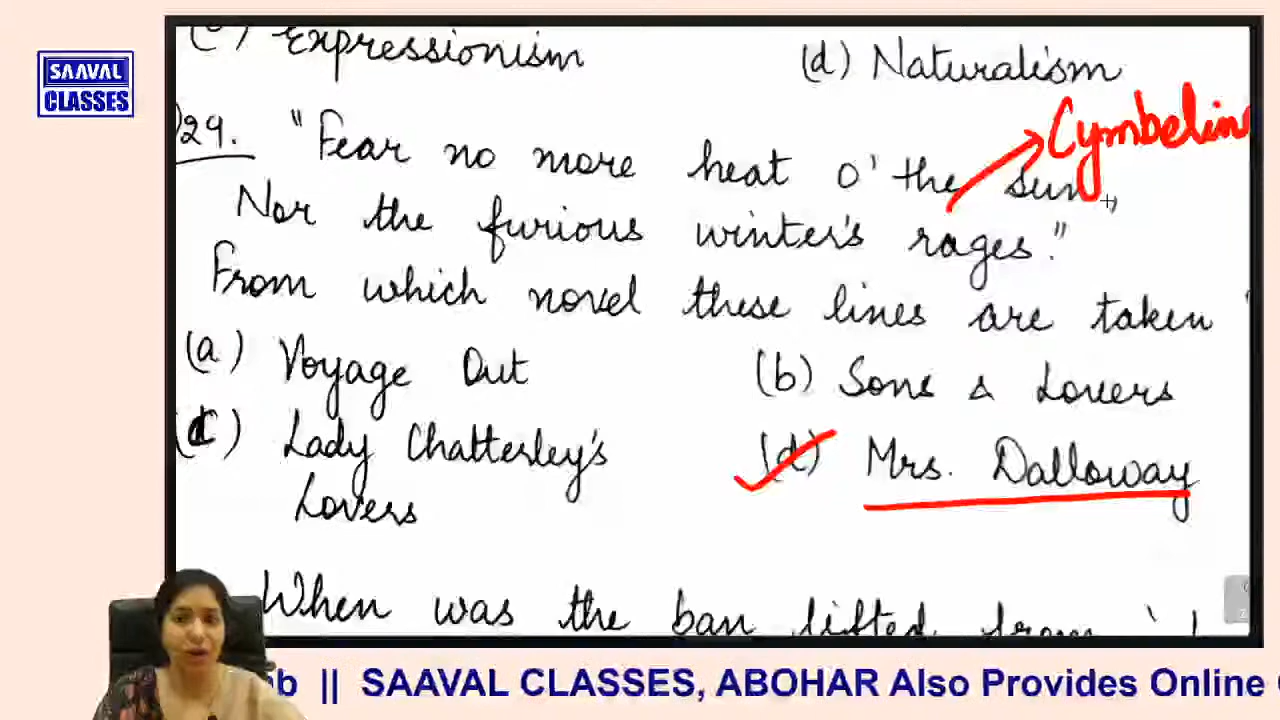 SAAVAL
CLASSES
(c) Expressionism (d) Naturalism
Cymbelin
Q29. "Fear no more heat o' the sun,
Nor the furious winter's rages."
From which novel these lines are taken
(a) Voyage Out (b) Sons & Lovers
(c) Lady Chatterley's (d) Mrs. Dalloway
Lovers
When was the ban lifted from
|| SAAVAL CLASSES, ABOHAR Also Provides Online